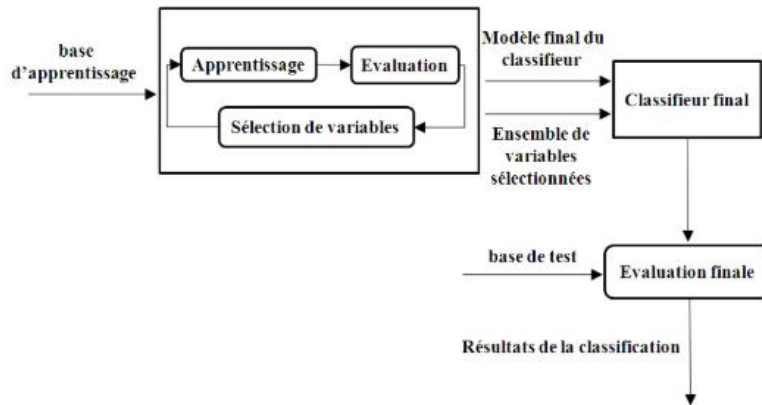 base
d'apprentissage
Apprentissage
Evaluation
Sélection de variables
Modèle final du
classifieur
Ensemble de
variables
sélectionnées
Classifieur final
base de test
Evaluation finale
Résultats de la classification